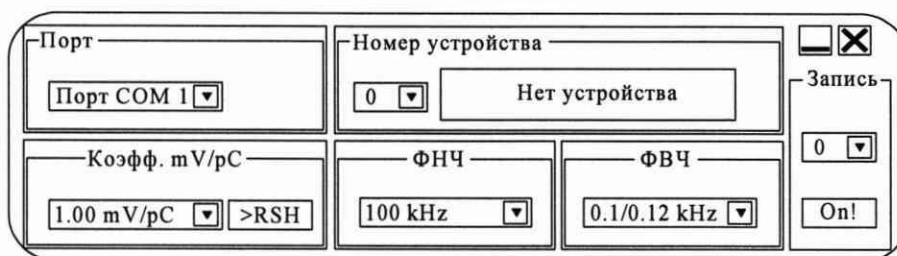 Порт
Номер устройства
Запись
Порт COM 1
0
Нет устройства
0
Коэфф. mV/pC
ФНЧ
ФВЧ
1.00 mV/pC
>RSH
100 kHz
0.1/0.12 kHz
On!